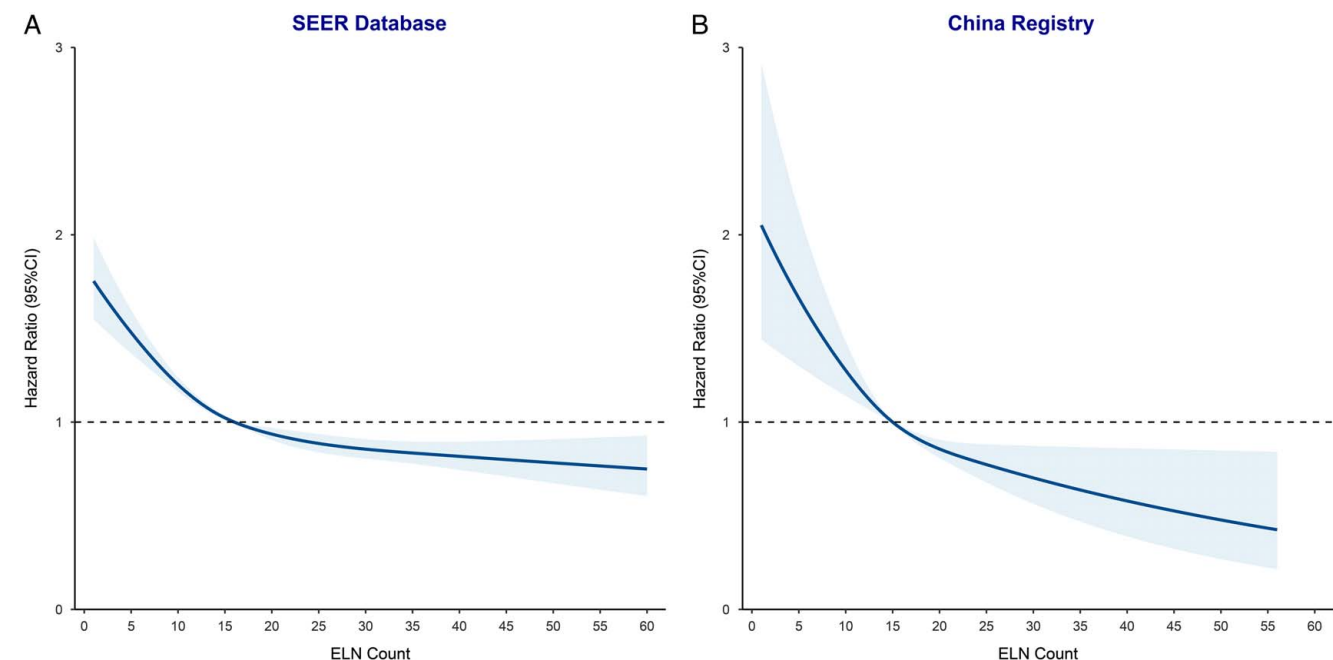 A
SEER Database
3
2
1
0
Hazard Ratio (95%CI)
0 5 10 15 20 25 30 35 40 45 50 55 60
ELN Count
B
China Registry
3
2
1
0
Hazard Ratio (95%CI)
0 5 10 15 20 25 30 35 40 45 50 55 60
ELN Count